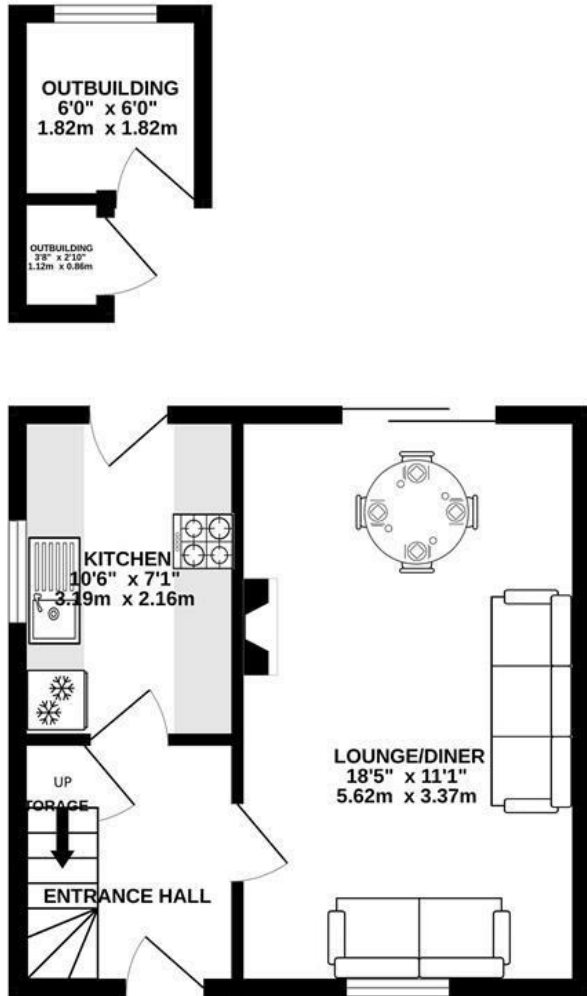 OUTBUILDING
6'0" x 6'0"
1.82m x 1.82m
OUTBUILDING
3'8" x 2'10"
1.12m x 0.86m
KITCHEN
10'6" x 7'1"
3.19m x 2.16m
LOUNGE/DINER
18'5" x 11'1"
5.62m x 3.37m
UP
TORAGE
ENTRANCE HALL